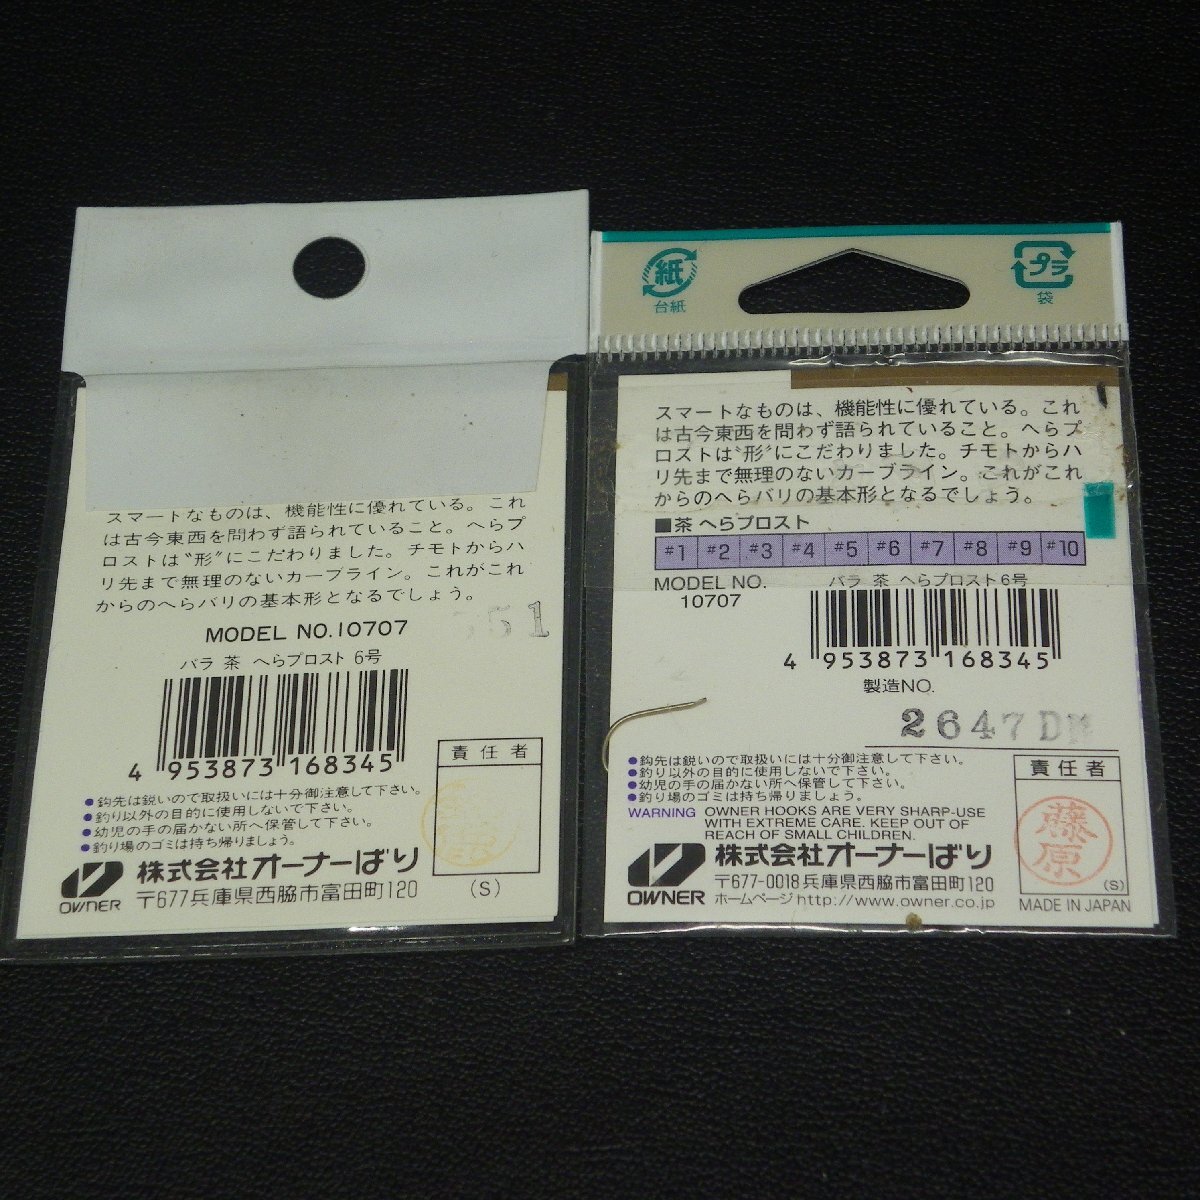 スマートなものは、機能性に優れている。これ
は古今東西を問わず語られていること。へらプ
ロストは〝形〟にこだわりました。チモトからハ
リ先まで無理のないカーブライン。これがこれ
からのへらバリの基本形となるでしょう。
51
MODEL NO.10707
バラ 茶 へらプロスト 6号
4 953873 168345
責任者
●鈎先は鋭いので取扱いには十分御注意して下さい。
●釣り以外の目的に使用しないで下さい。
●幼児の手の届かない所へ保管して下さい。
●釣り場のゴミは持ち帰りましょう。
OWNER 株式会社オーナーばり
〒677兵庫県西脇市富田町120
(S)
紙
台紙
プラ
袋
スマートなものは、機能性に優れている。これ
は古今東西を問わず語られていること。へらプ
ロストは〝形〟にこだわりました。チモトからハ
リ先まで無理のないカーブライン。これがこれ
からのへらバリの基本形となるでしょう。
■茶 へらプロスト
#1 #2 #3 #4 #5 #6 #7 #8 #9 #10
MODEL NO.
10707
バラ 茶 へらプロスト6号
4 953873 168345
製造NO.
2647DM
●鈎先は鋭いので取扱いには十分御注意して下さい。
●釣り以外の目的に使用しないで下さい。
●幼児の手の届かない所へ保管して下さい。
●釣り場のゴミは持ち帰りましょう。
WARNING OWNER HOOKS ARE VERY SHARP-USE
WITH EXTREME CARE. KEEP OUT OF
REACH OF SMALL CHILDREN.
責任者
藤原
(S)
OWNER 株式会社オーナーばり
〒677-0018兵庫県西脇市富田町120
ホームページhttp://www.owner.co.jp
MADE IN JAPAN